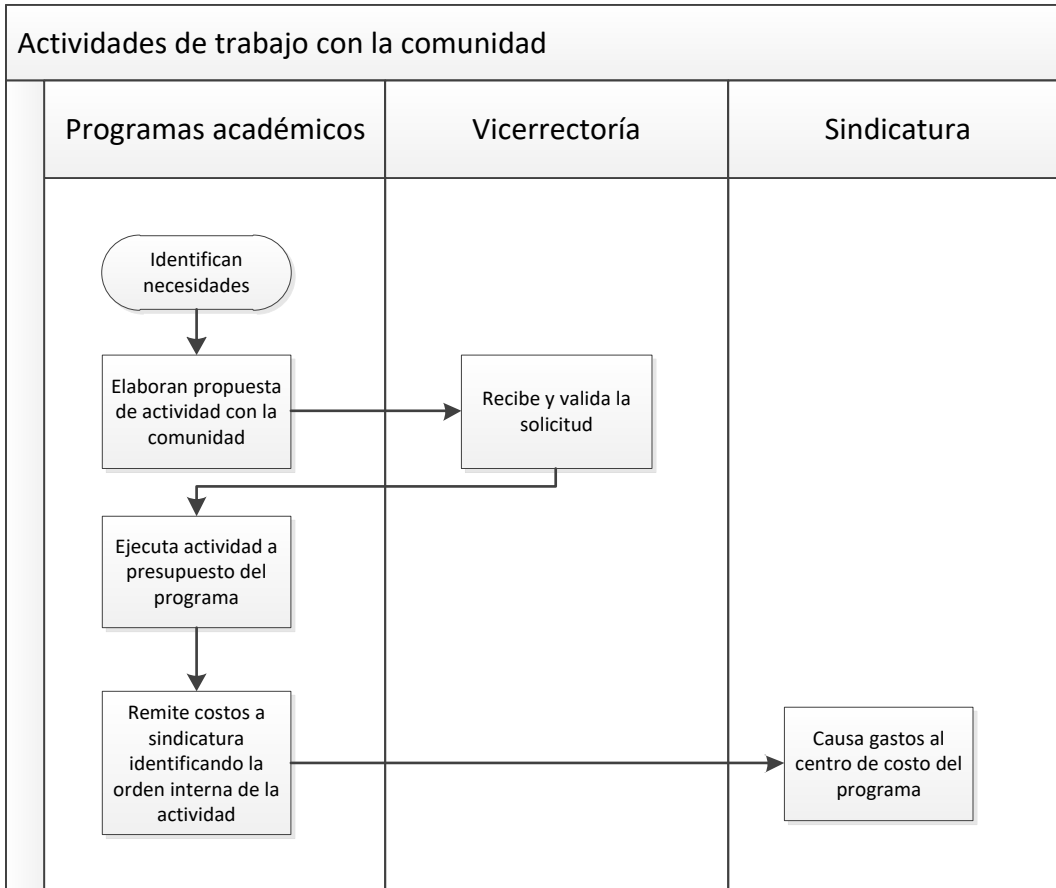 Actividades de trabajo con la comunidad
Programas académicos
Vicerrectoría
Sindicatura
Identifican
necesidades
Elaboran propuesta
de actividad con la
comunidad
Recibe y valida la
solicitud
Ejecuta actividad a
presupuesto del
programa
Remite costos a
sindicatura
identificando la
orden interna de la
actividad
Causa gastos al
centro de costo del
programa